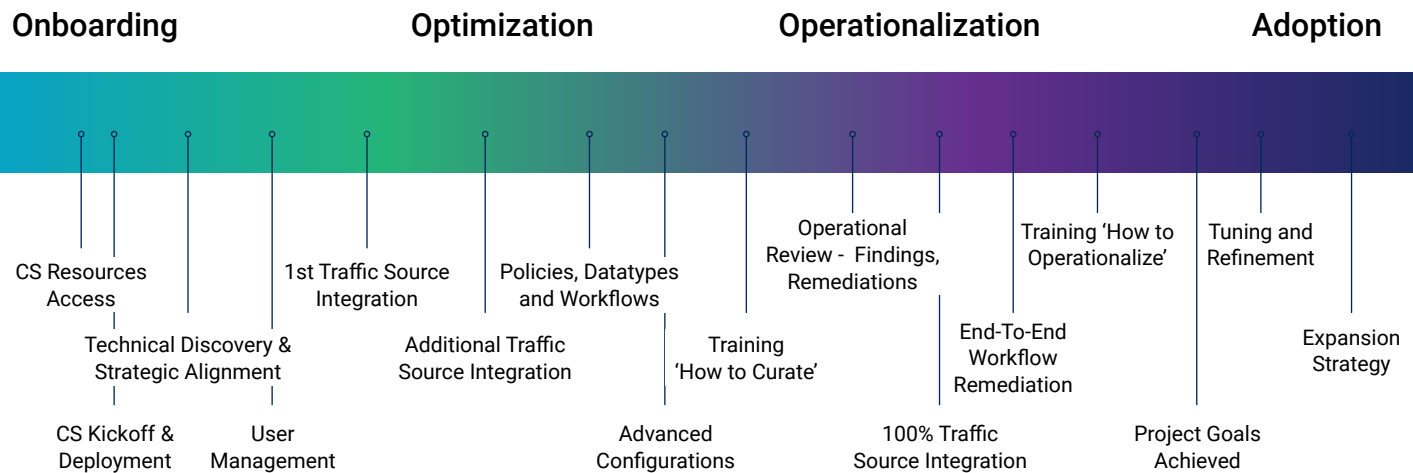 Onboarding
Optimization
Operationalization
Adoption
CS Resources
Access
CS Kickoff &
Deployment
Technical Discovery &
Strategic Alignment
User
Management
1st Traffic Source
Integration
Additional Traffic
Source Integration
Policies, Datatypes
and Workflows
Advanced
Configurations
Training
‘How to Curate’
Operational
Review -  Findings,
Remediations
100% Traffic
Source Integration
End-To-End
Workflow
Remediation
Training ‘How to
Operationalize’
Project Goals
Achieved
Tuning and
Refinement
Expansion
Strategy